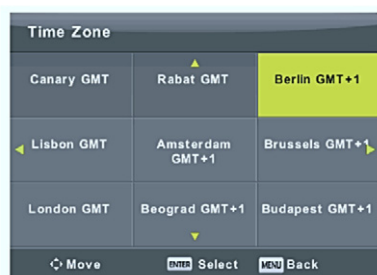 Time Zone
Canary GMT
Rabat GMT
Berlin GMT+1
Lisbon GMT
Amsterdam
GMT+1
Brussels GMT+1
London GMT
Beograd GMT+1
Budapest GMT+1
Move
ENTER Select
MENU Back